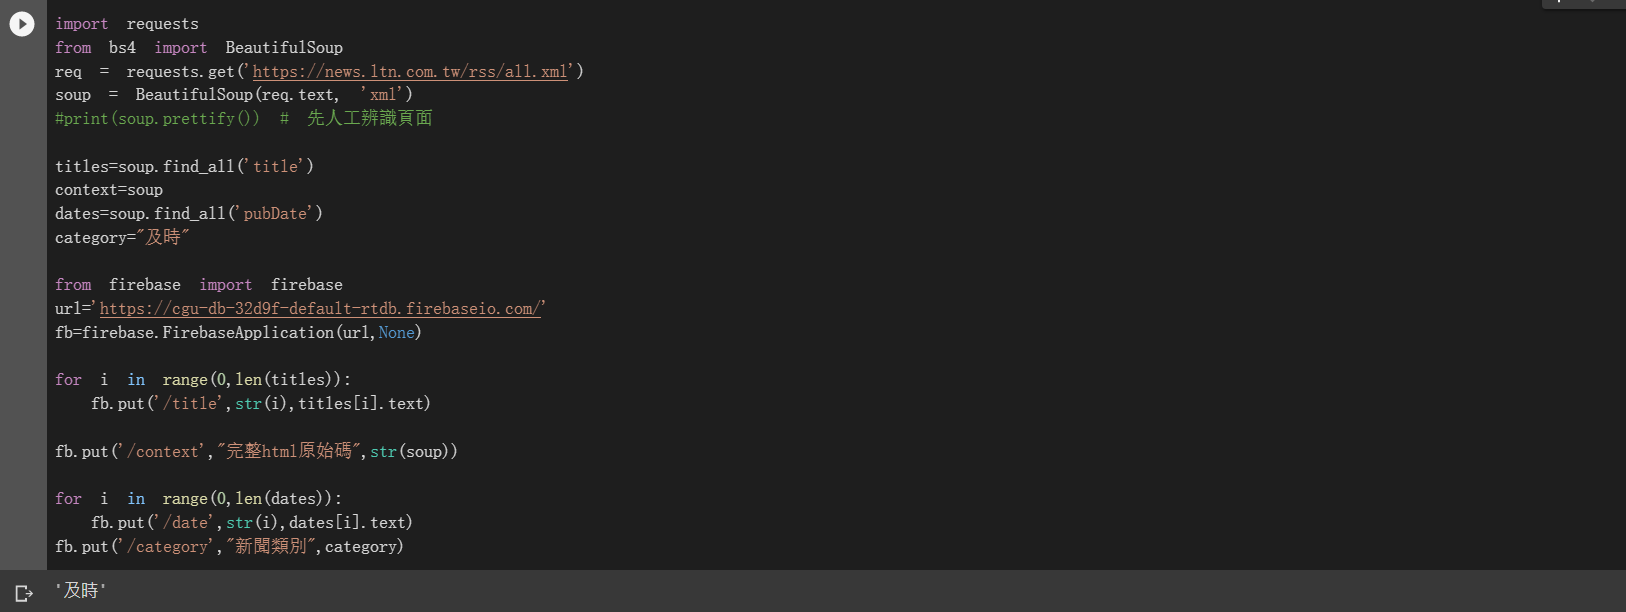 import requests
from bs4 import BeautifulSoup
req = requests.get('https://news.ltn.com.tw/rss/all.xml')
soup = BeautifulSoup(req.text, 'xml')
#print(soup.prettify()) # 先人工辨識頁面
titles=soup.find_all('title')
context=soup
dates=soup.find_all('pubDate')
category="及時"
from firebase import firebase
url='https://cgu-db-32d9f-default-rtdb.firebaseio.com/'
fb=firebase.FirebaseApplication(url,None)
for i in range(0,len(titles)):
    fb.put('/title',str(i),titles[i].text)
fb.put('/context',"完整html原始碼",str(soup))
for i in range(0,len(dates)):
    fb.put('/date',str(i),dates[i].text)
fb.put('/category',"新聞類別",category)
'及時'